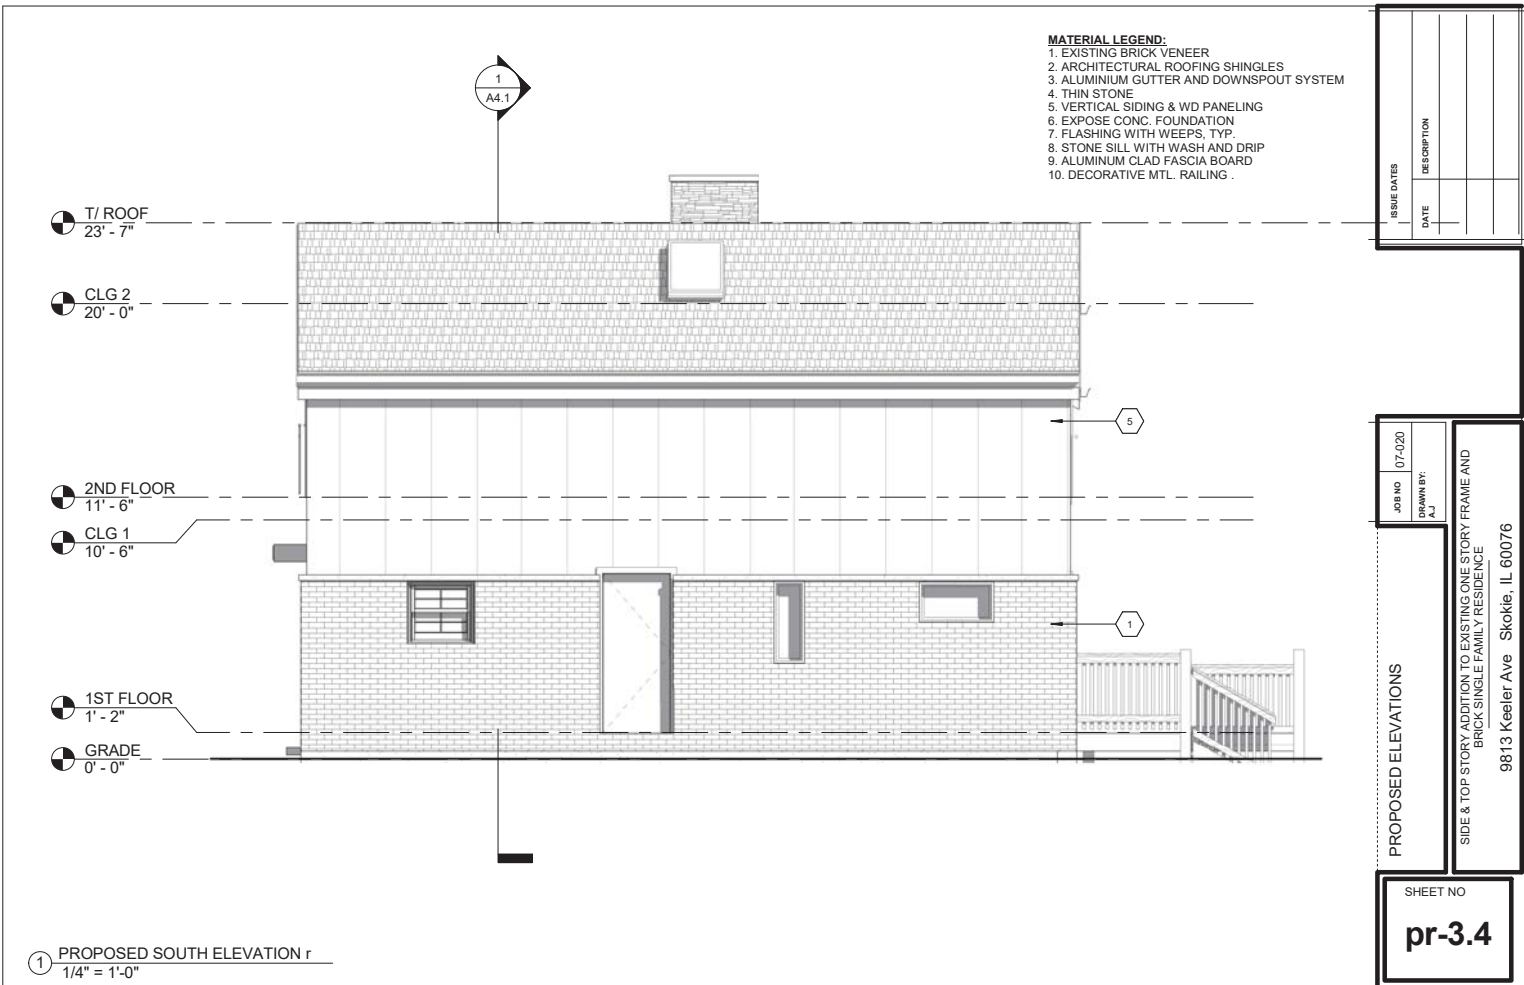 MATERIAL LEGEND:
1. EXISTING BRICK VENEER
2. ARCHITECTURAL ROOFING SHINGLES
3. ALUMINIUM GUTTER AND DOWNSPOUT SYSTEM
4. THIN STONE
5. VERTICAL SIDING & WD PANELING
6. EXPOSE CONC. FOUNDATION
7. FLASHING WITH WEEPS, TYP.
8. STONE SILL WITH WASH AND DRIP
9. ALUMINUM CLAD FASCIA BOARD
10. DECORATIVE MTL. RAILING .
1
A4.1
T/ ROOF
23' - 7"
CLG 2
20' - 0"
2ND FLOOR
11' - 6"
CLG 1
10' - 6"
1ST FLOOR
1' - 2"
GRADE
0' - 0"
5
1
1 PROPOSED SOUTH ELEVATION r
1/4" = 1'-0"
ISSUE DATES
DATE DESCRIPTION
JOB NO 07-020
DRAWN BY:
A.J
PROPOSED ELEVATIONS
SIDE & TOP STORY ADDITION TO EXISTING ONE STORY FRAME AND
BRICK SINGLE FAMILY RESIDENCE
9813 Keeler Ave Skokie, IL 60076
SHEET NO
pr-3.4